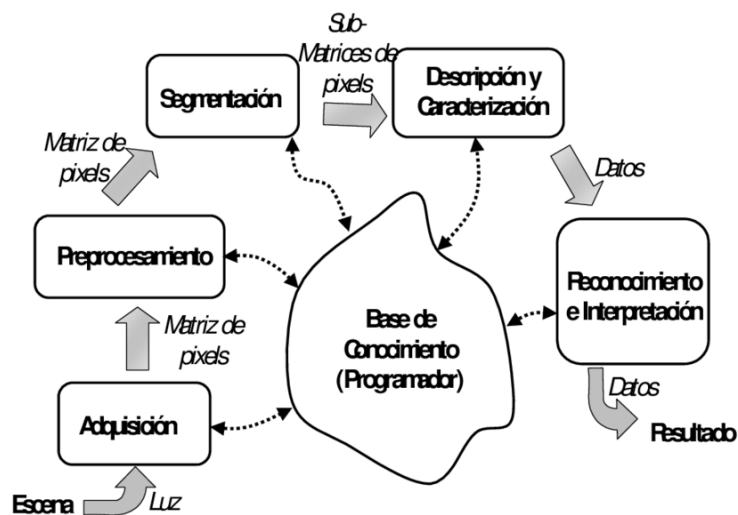 Sub-
Matrices de
pixels
Segmentación
Descripción y
Caracterización
Matriz de
pixels
Datos
Preprocesamiento
Reconocimiento
e Interpretación
Base de
Conocimiento
(Programador)
Matriz de
pixels
Adquisición
Datos
Resultado
Escena
Luz